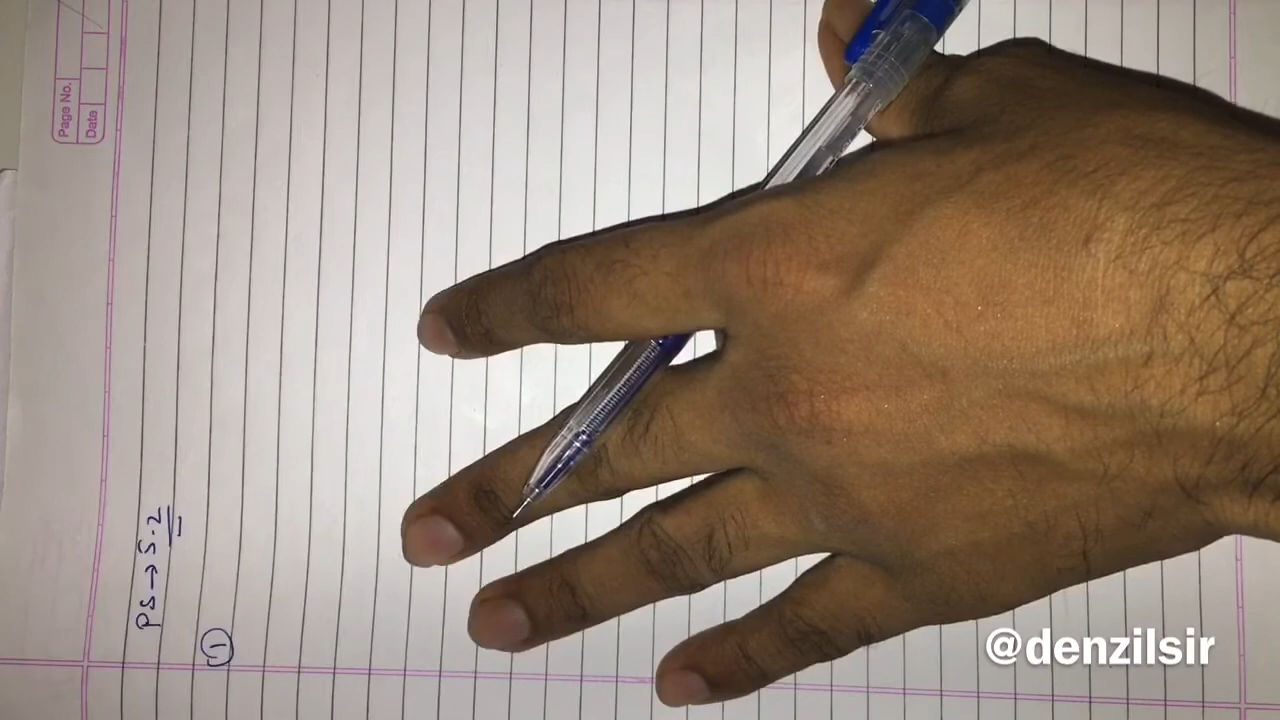 Page No.
Date
PS → 5.2
(1)
@denzilsir